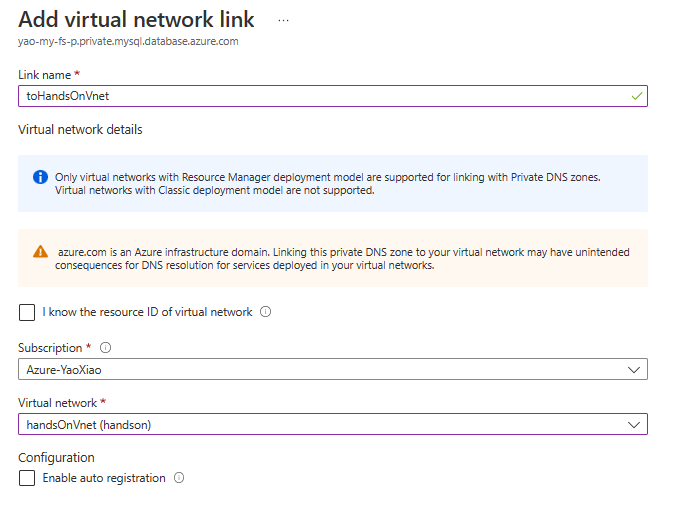 Add virtual network link ...
yao-my-fs-p.private.mysql.database.azure.com
Link name *
toHandsOnVnet
Virtual network details
Only virtual networks with Resource Manager deployment model are supported for linking with Private DNS zones.
Virtual networks with Classic deployment model are not supported.
azure.com is an Azure infrastructure domain. Linking this private DNS zone to your virtual network may have unintended
consequences for DNS resolution for services deployed in your virtual networks.
I know the resource ID of virtual network
Subscription *
Azure-YaoXiao
Virtual network *
handsOnVnet (handson)
Configuration
Enable auto registration